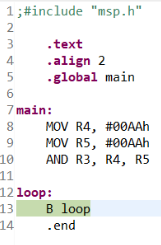 1 ;#include "msp.h"
2
3     .text
4     .align 2
5     .global main
6
7 main:
8     MOV R4, #00AAh
9     MOV R5, #00AAh
10     AND R3, R4, R5
11
12 loop:
13     B loop
14     .end